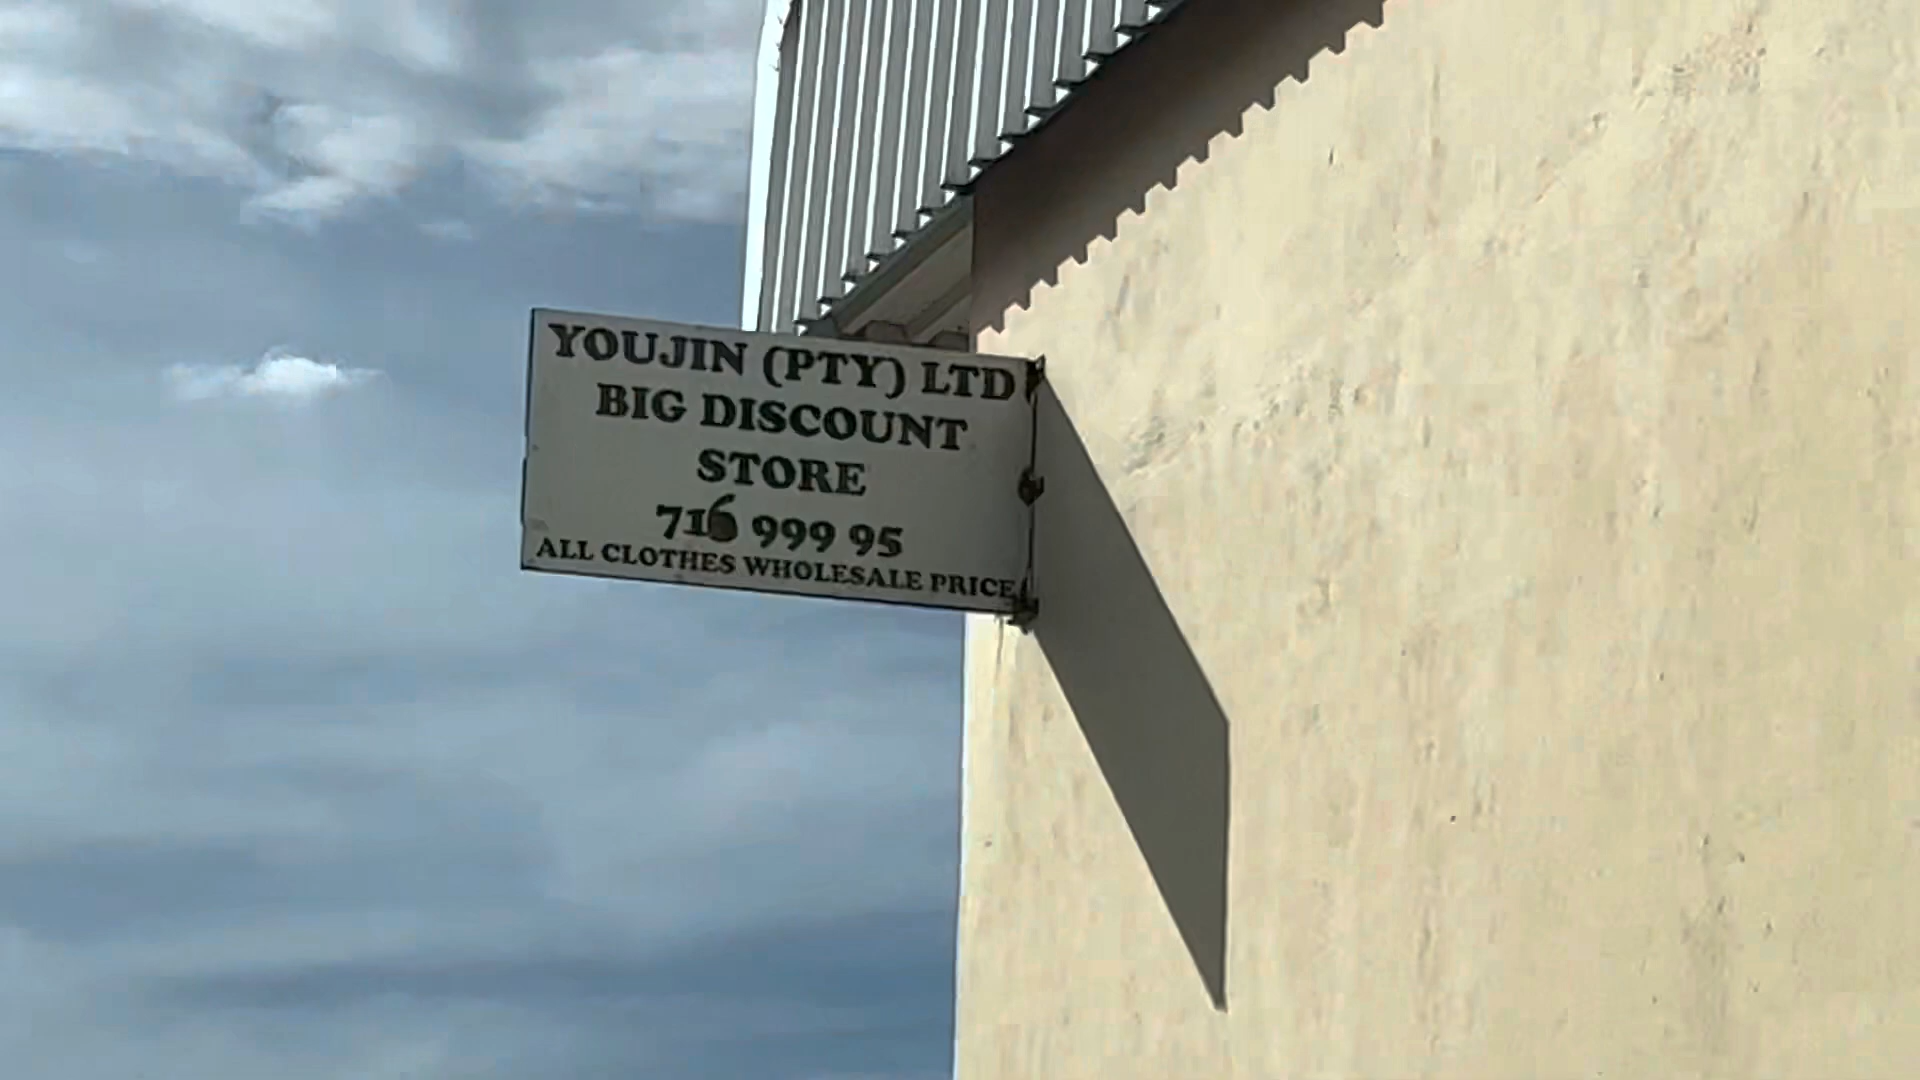 YOUJIN (PTY) LTD
BIG DISCOUNT
STORE
716 999 95
ALL CLOTHES WHOLESALE PRICE